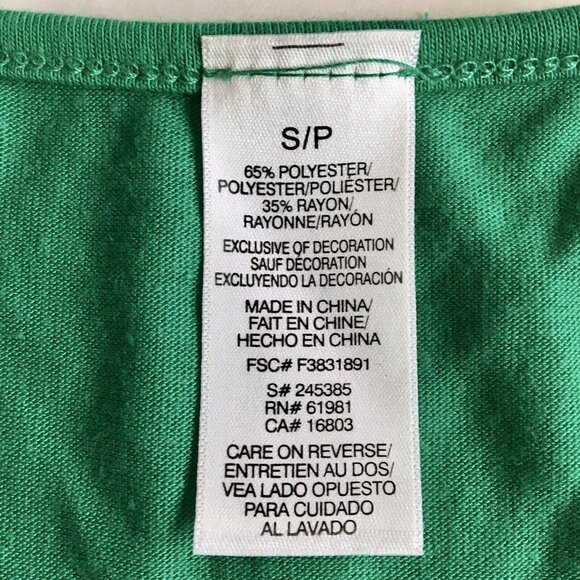 S/P
65% POLYESTER/
POLYESTER/POLIÉSTER/
35% RAYON/
RAYONNE/RAYÓN
EXCLUSIVE OF DECORATION
SAUF DÉCORATION
EXCLUYENDO LA DECORACIÓN
MADE IN CHINA/
FAIT EN CHINE/
HECHO EN CHINA
FSC# F3831891
S# 245385
RN# 61981
CA# 16803
CARE ON REVERSE/
ENTRETIEN AU DOS/
VEA LADO OPUESTO
PARA CUIDADO
AL LAVADO